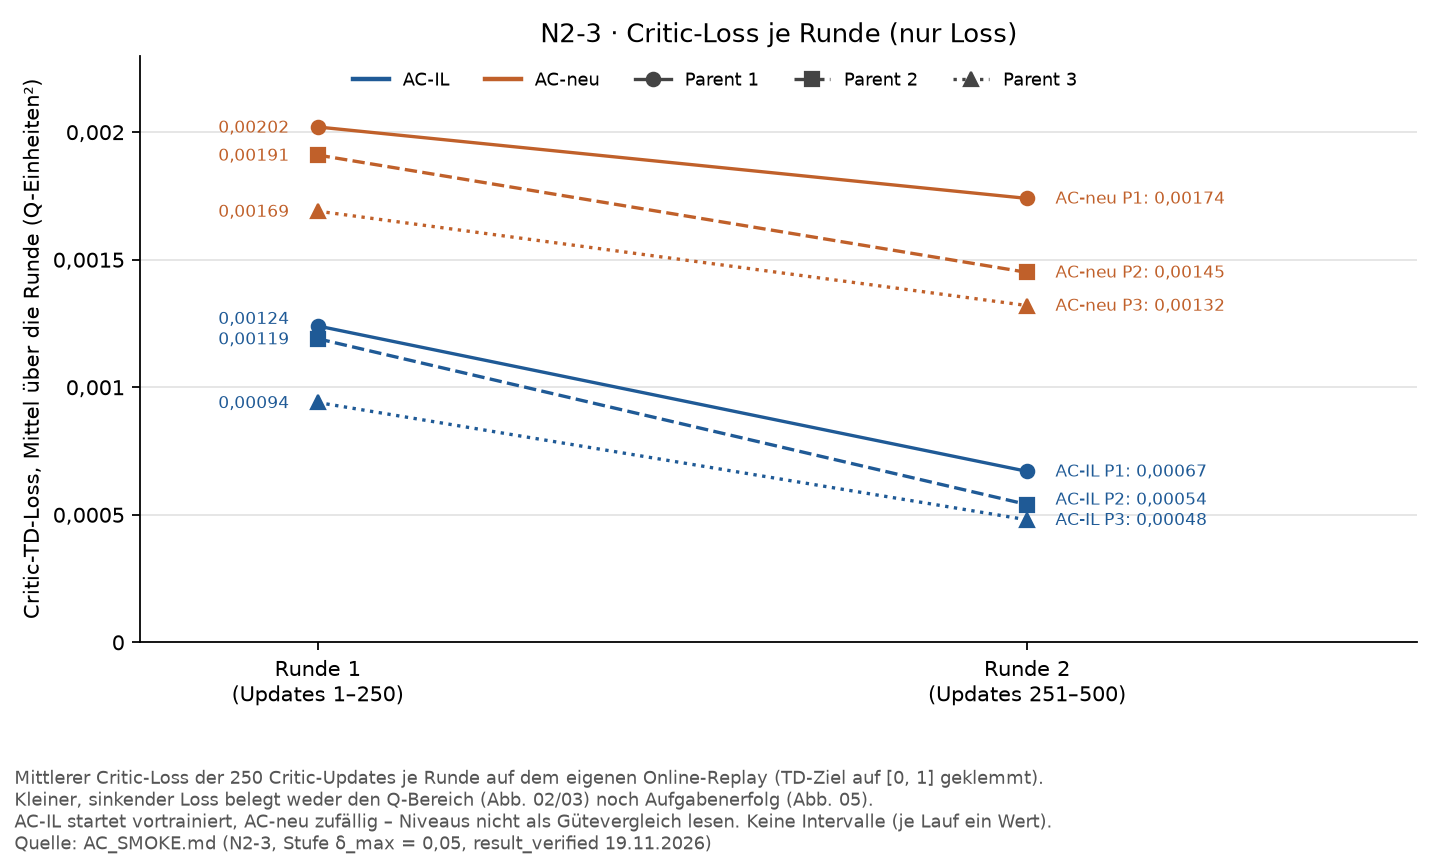 N2-3 · Critic-Loss je Runde (nur Loss)
AC-IL
AC-neu
Parent 1
Parent 2
Parent 3
Critic-TD-Loss, Mittel über die Runde (Q-Einheiten²)
0,002
0,0015
0,001
0,0005
0
0,00202
0,00191
0,00169
0,00124
0,00119
0,00094
AC-neu P1: 0,00174
AC-neu P2: 0,00145
AC-neu P3: 0,00132
AC-IL P1: 0,00067
AC-IL P2: 0,00054
AC-IL P3: 0,00048
Runde 1
(Updates 1–250)
Runde 2
(Updates 251–500)
Mittlerer Critic-Loss der 250 Critic-Updates je Runde auf dem eigenen Online-Replay (TD-Ziel auf [0, 1] geklemmt).
Kleiner, sinkender Loss belegt weder den Q-Bereich (Abb. 02/03) noch Aufgabenerfolg (Abb. 05).
AC-IL startet vortrainiert, AC-neu zufällig – Niveaus nicht als Gütevergleich lesen. Keine Intervalle (je Lauf ein Wert).
Quelle: AC_SMOKE.md (N2-3, Stufe δ_max = 0,05, result_verified 19.11.2026)